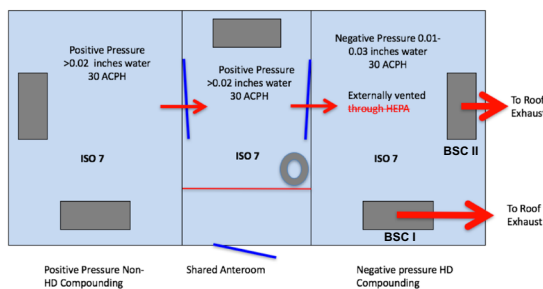 Positive Pressure
>0.02 inches water
30 ACPH
ISO 7
Positive Pressure
>0.02 inches water
30 ACPH
ISO 7
Negative Pressure 0.01-
0.03 inches water
30 ACPH
Externally vented
through HEPA
ISO 7
BSC II
BSC I
To Roof
Exhaust
To Roof
Exhaust
Positive Pressure Non-
HD Compounding
Shared Anteroom
Negative pressure HD
Compounding